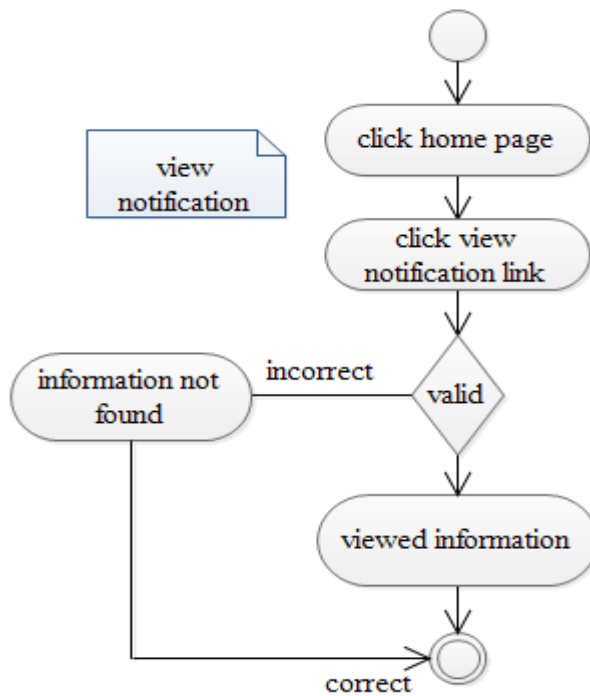 click home page
view
notification
click view
notification link
information not
found
incorrect
valid
viewed information
correct